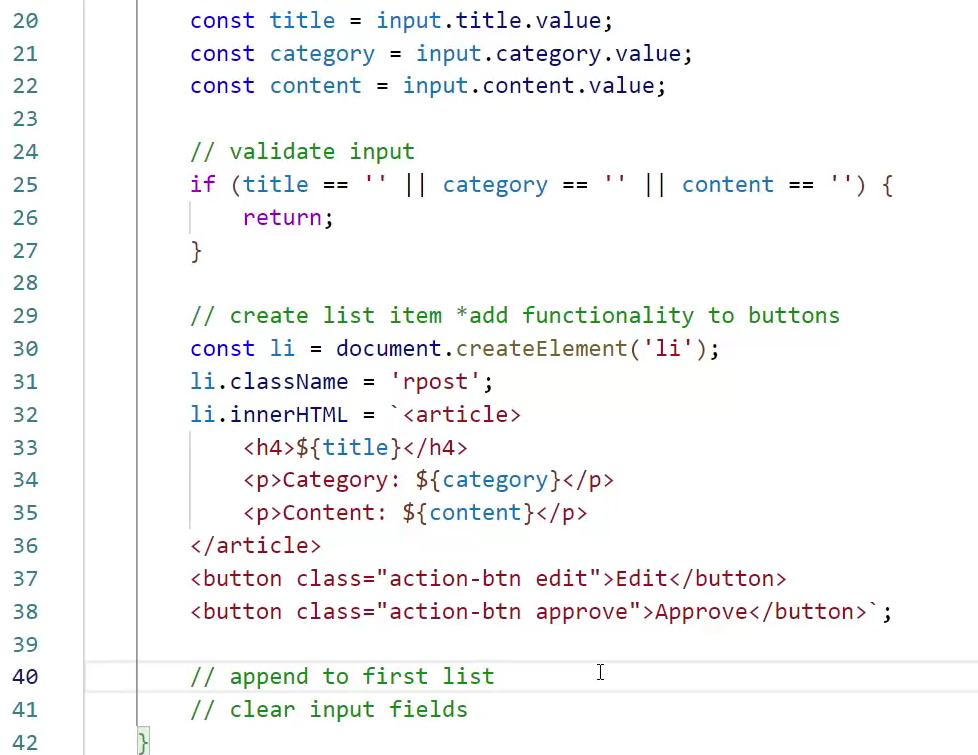 20 const title = input.title.value;
21 const category = input.category.value;
22 const content = input.content.value;
23
24 // validate input
25 if (title == '' || category == '' || content == '') {
26 return;
27 }
28
29 // create list item *add functionality to buttons
30 const li = document.createElement('li');
31 li.className = 'rpost';
32 li.innerHTML = `<article>
33 <h4>${title}</h4>
34 <p>Category: ${category}</p>
35 <p>Content: ${content}</p>
36 </article>
37 <button class="action-btn edit">Edit</button>
38 <button class="action-btn approve">Approve</button>`;
39
40 // append to first list
41 // clear input fields
42 }